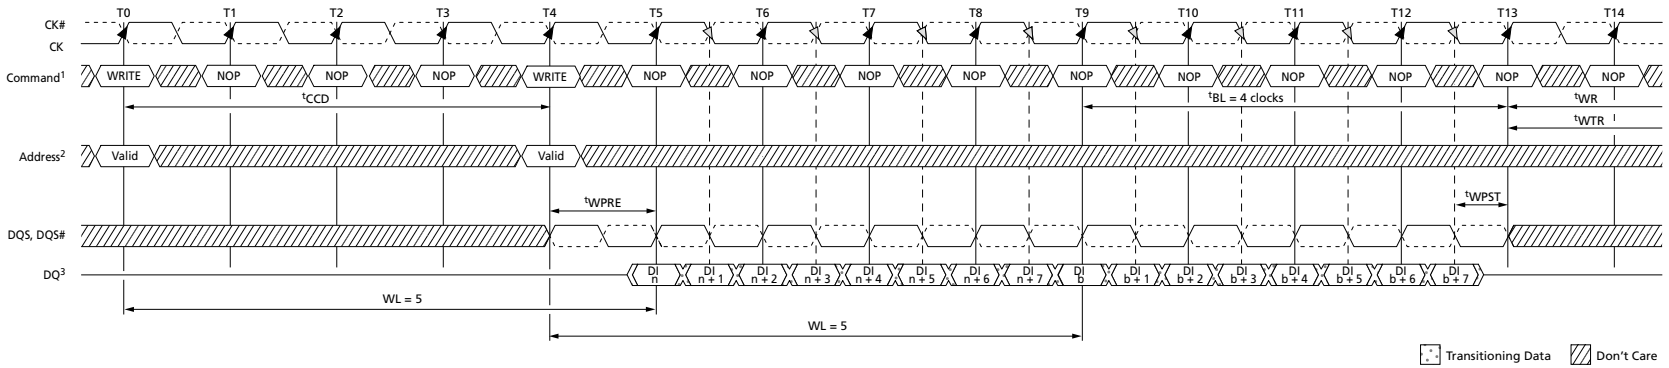 T0 T1 T2 T3 T4 T5 T6 T7 T8 T9 T10 T11 T12 T13 T14
CK#
CK
Command1 WRITE NOP NOP NOP WRITE NOP NOP NOP NOP NOP NOP NOP NOP NOP NOP
tCCD tBL = 4 clocks tWR
tWTR
Address2 Valid Valid
tWPRE tWPST
DQS, DQS#
DQ3 DI n DI n + 1 DI n + 2 DI n + 3 DI n + 4 DI n + 5 DI n + 6 DI n + 7 DI b DI b + 1 DI b + 2 DI b + 3 DI b + 4 DI b + 5 DI b + 6 DI b + 7
WL = 5
WL = 5
Transitioning Data Don't Care